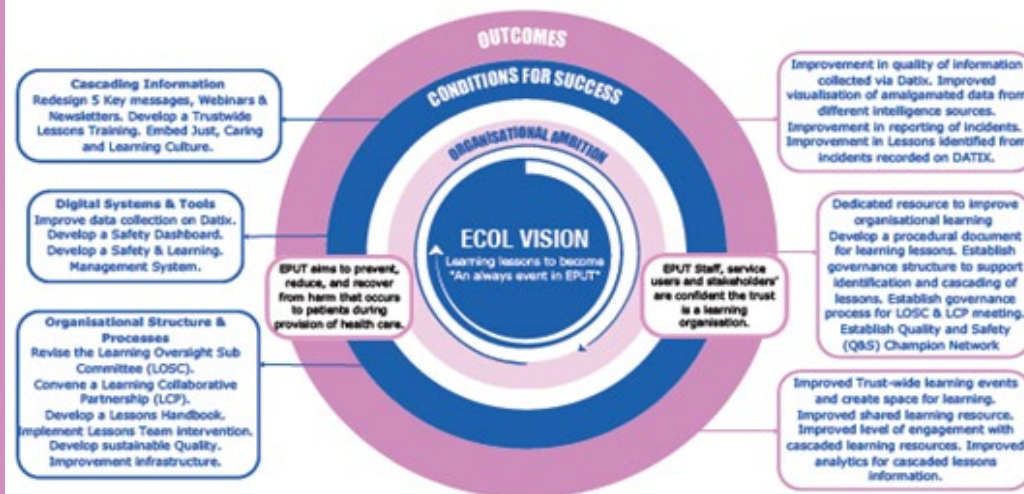 OUTCOMES
CONDITIONS FOR SUCCESS
ORGANISATIONAL AMBITION
ECOL VISION
Learning lessons to become
"An always event in EPUT"
EPUT aims to prevent,
reduce, and recover
from harm that occurs
to patients during
provision of health care.
EPUT Staff, service
users and stakeholders'
are confident the trust
is a learning
organisation.
Cascading Information
Redesign 5 Key messages, Webinars &
Newsletters. Develop a Trustwide
Lessons Training. Embed Just, Caring
and Learning Culture.
Digital Systems & Tools
Improve data collection on Datix.
Develop a Safety Dashboard.
Develop a Safety & Learning.
Management System.
Organisational Structure &
Processes
Revise the Learning Oversight Sub
Committee (LOSC).
Convene a Learning Collaborative
Partnership (LCP).
Develop a Lessons Handbook.
Implement Lessons Team intervention.
Develop sustainable Quality.
Improvement infrastructure.
Improvement in quality of information
collected via Datix. Improved
visualisation of amalgamated data from
different intelligence sources.
Improvement in reporting of incidents.
Improvement in Lessons identified from
incidents recorded on DATIX.
Dedicated resource to improve
organisational learning
Develop a procedural document
for learning lessons. Establish
governance structure to support
identification and cascading of
lessons. Establish governance
process for LOSC & LCP meeting.
Establish Quality and Safety
(Q&S) Champion Network
Improved Trust-wide learning events
and create space for learning.
Improved shared learning resource.
Improved level of engagement with
cascaded learning resources. Improved
analytics for cascaded lessons
information.